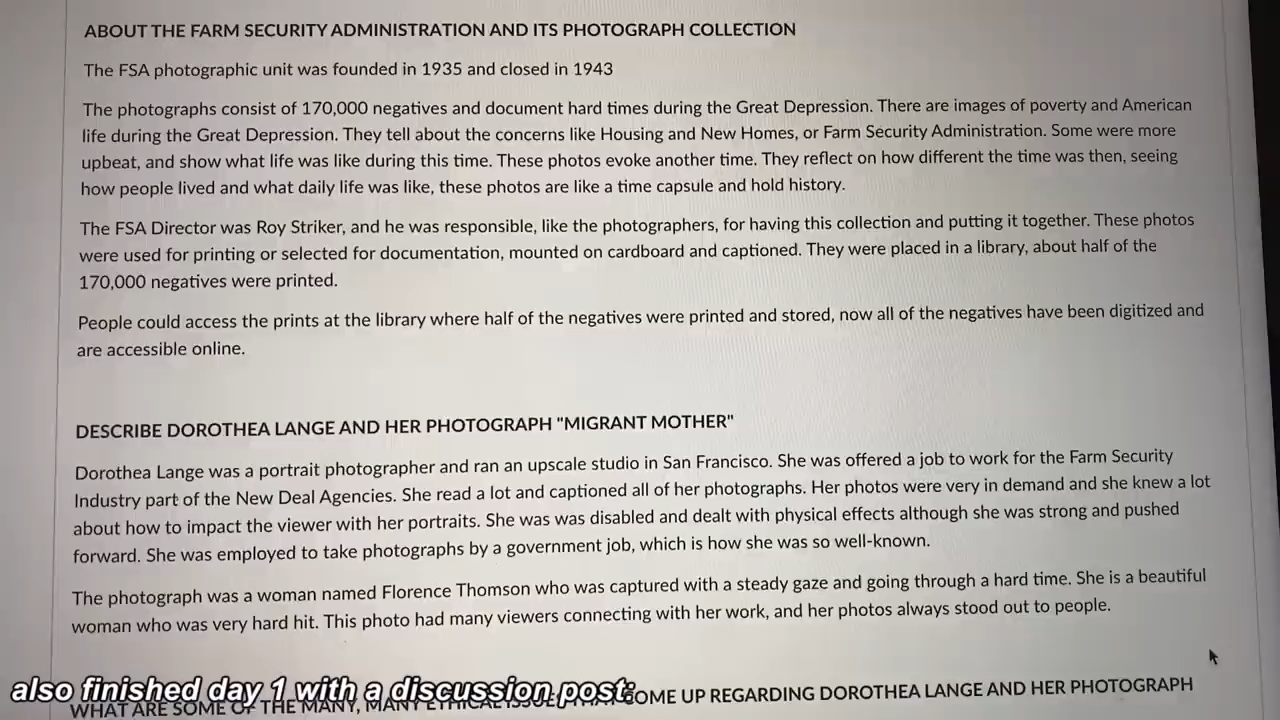 ABOUT THE FARM SECURITY ADMINISTRATION AND ITS PHOTOGRAPH COLLECTION
The FSA photographic unit was founded in 1935 and closed in 1943
The photographs consist of 170,000 negatives and document hard times during the Great Depression. There are images of poverty and American
life during the Great Depression. They tell about the concerns like Housing and New Homes, or Farm Security Administration. Some were more
upbeat, and show what life was like during this time. These photos evoke another time. They reflect on how different the time was then, seeing
how people lived and what daily life was like, these photos are like a time capsule and hold history.
The FSA Director was Roy Striker, and he was responsible, like the photographers, for having this collection and putting it together. These photos
were used for printing or selected for documentation, mounted on cardboard and captioned. They were placed in a library, about half of the
170,000 negatives were printed.
People could access the prints at the library where half of the negatives were printed and stored, now all of the negatives have been digitized and
are accessible online.
DESCRIBE DOROTHEA LANGE AND HER PHOTOGRAPH "MIGRANT MOTHER"
Dorothea Lange was a portrait photographer and ran an upscale studio in San Francisco. She was offered a job to work for the Farm Security
Industry part of the New Deal Agencies. She read a lot and captioned all of her photographs. Her photos were very in demand and she knew a lot
about how to impact the viewer with her portraits. She was was disabled and dealt with physical effects although she was strong and pushed
forward. She was employed to take photographs by a government job, which is how she was so well-known.
The photograph was a woman named Florence Thomson who was captured with a steady gaze and going through a hard time. She is a beautiful
woman who was very hard hit. This photo had many viewers connecting with her work, and her photos always stood out to people.
also finished day 1 with a discussion post:
WHAT ARE SOME OF THE MANY, MANY ETHICAL ISSUES THAT COME UP REGARDING DOROTHEA LANGE AND HER PHOTOGRAPH